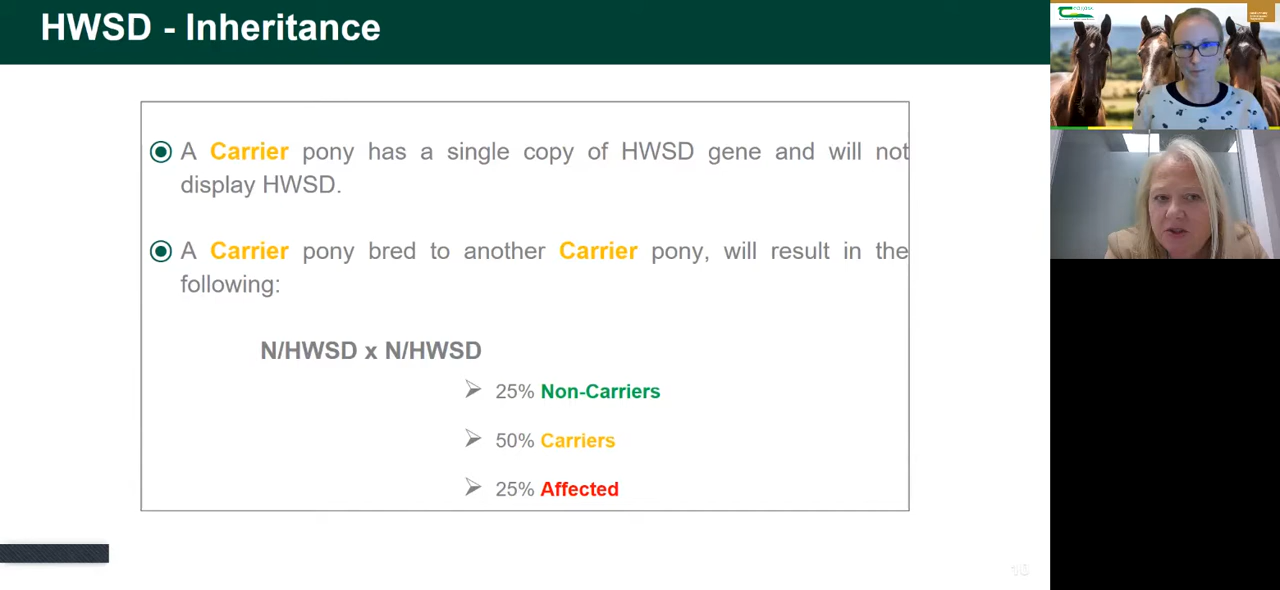 HWSD - Inheritance
A Carrier pony has a single copy of HWSD gene and will not
display HWSD.
A Carrier pony bred to another Carrier pony, will result in the
following:
N/HWSD x N/HWSD
25% Non-Carriers
50% Carriers
25% Affected